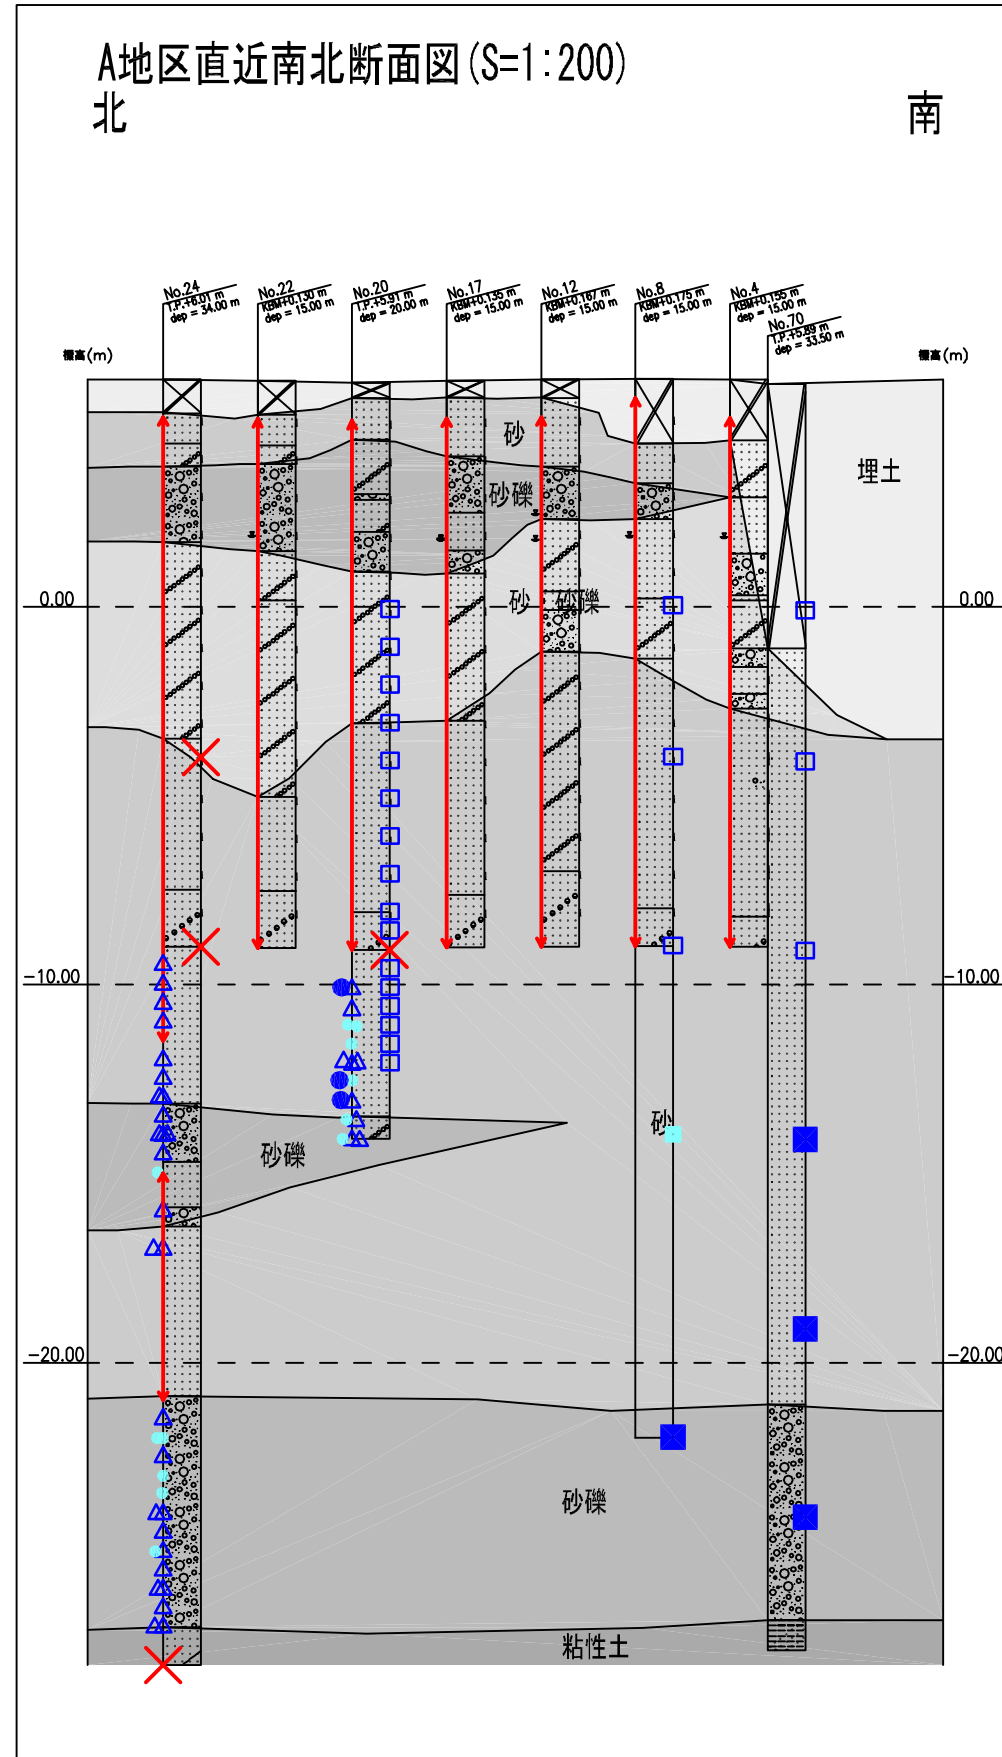 A地区直近南北断面図(S=1:200)
北 南
No.24
T.P.+6.01 m
dep = 34.00 m
No.22
KBM+0.130 m
dep = 15.00 m
No.20
T.P.+5.91 m
dep = 20.00 m
No.17
KBM+0.135 m
dep = 15.00 m
No.12
KBM+0.167 m
dep = 15.00 m
No.8
KBM+0.175 m
dep = 15.00 m
No.4
KBM+0.155 m
dep = 15.00 m
No.70
T.P.+5.89 m
dep = 33.50 m
標高(m) 標高(m)
砂
埋土
砂礫
砂 砂礫
0.00 0.00
-10.00 -10.00
砂
砂礫
-20.00 -20.00
砂礫
粘性土